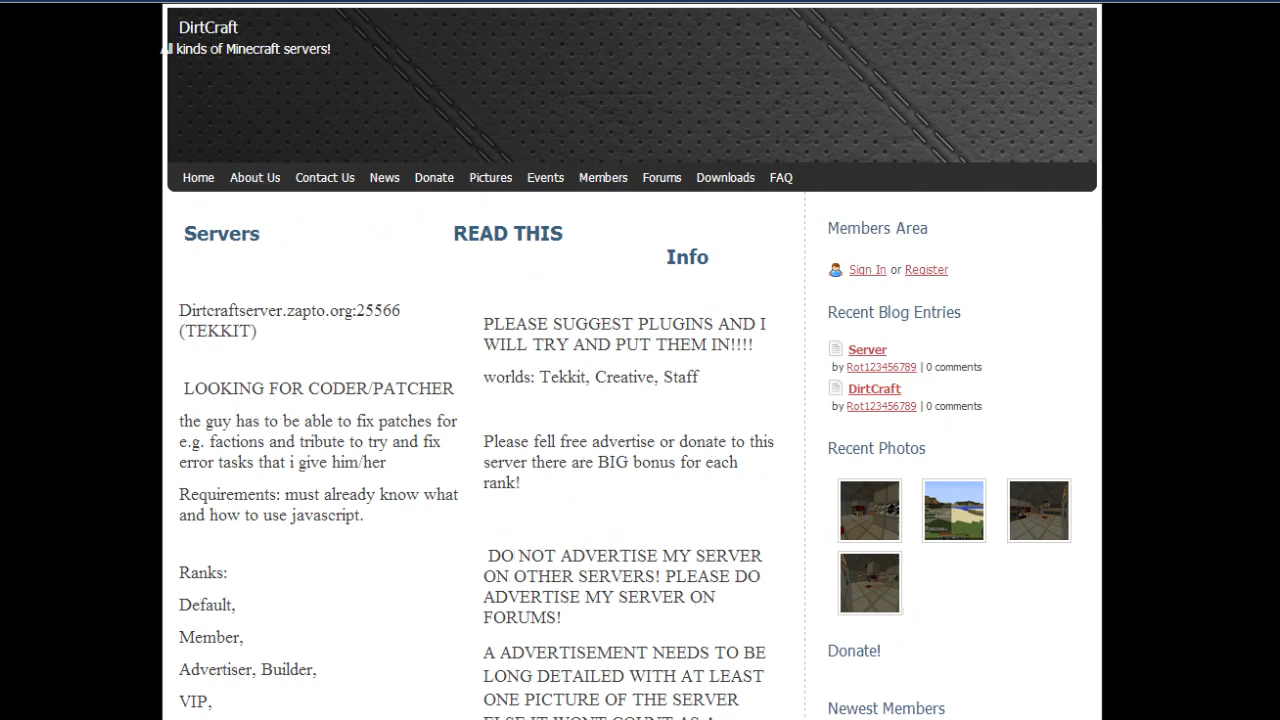 DirtCraft
All kinds of Minecraft servers!
Home About Us Contact Us News Donate Pictures Events Members Forums Downloads FAQ
Servers
READ THIS
Info
Dirtcraftserver.zapto.org:25566
(TEKKIT)
LOOKING FOR CODER/PATCHER
the guy has to be able to fix patches for
e.g. factions and tribute to try and fix
error tasks that i give him/her
Requirements: must already know what
and how to use javascript.
Ranks:
Default,
Member,
Advertiser, Builder,
VIP,
PLEASE SUGGEST PLUGINS AND I
WILL TRY AND PUT THEM IN!!!!
worlds: Tekkit, Creative, Staff
Please fell free advertise or donate to this
server there are BIG bonus for each
rank!
DO NOT ADVERTISE MY SERVER
ON OTHER SERVERS! PLEASE DO
ADVERTISE MY SERVER ON
FORUMS!
A ADVERTISEMENT NEEDS TO BE
LONG DETAILED WITH AT LEAST
ONE PICTURE OF THE SERVER
ELSE IT WONT COUNT AS A
Members Area
Sign In or Register
Recent Blog Entries
Server
by Rot123456789 | 0 comments
DirtCraft
by Rot123456789 | 0 comments
Recent Photos
Donate!
Newest Members